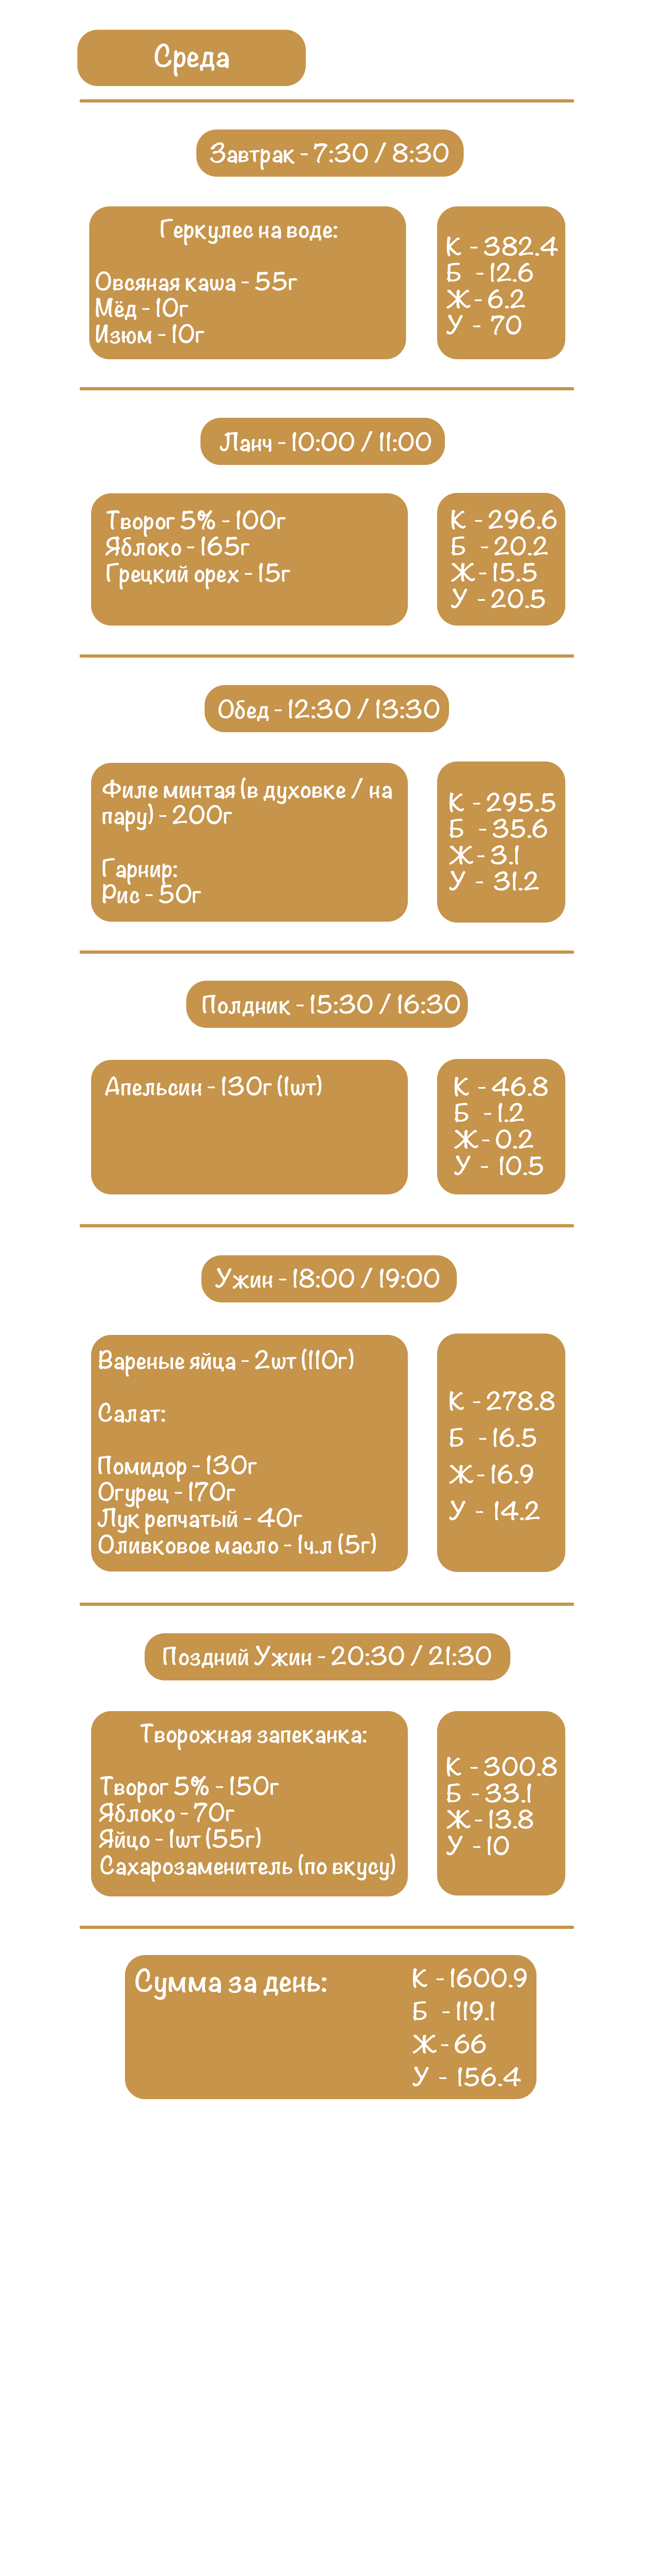 Среда
Завтрак - 7:30 / 8:30
Геркулес на воде:
Овсяная каша - 55г
Мёд - 10г
Изюм - 10г
К - 382.4
Б - 12.6
Ж - 6.2
У - 70
Ланч - 10:00 / 11:00
Творог 5% - 100г
Яблоко - 165г
Грецкий орех - 15г
К - 296.6
Б - 20.2
Ж - 15.5
У - 20.5
Обед - 12:30 / 13:30
Филе минтая (в духовке / на
пару) - 200г
Гарнир:
Рис - 50г
К - 295.5
Б - 35.6
Ж - 3.1
У - 31.2
Полдник - 15:30 / 16:30
Апельсин - 130г (1шт)
К - 46.8
Б - 1.2
Ж - 0.2
У - 10.5
Ужин - 18:00 / 19:00
Вареные яйца - 2шт (110г)
Салат:
Помидор - 130г
Огурец - 170г
Лук репчатый - 40г
Оливковое масло - 1ч.л (5г)
К - 278.8
Б - 16.5
Ж - 16.9
У - 14.2
Поздний Ужин - 20:30 / 21:30
Творожная запеканка:
Творог 5% - 150г
Яблоко - 70г
Яйцо - 1шт (55г)
Сахарозаменитель (по вкусу)
К - 300.8
Б - 33.1
Ж - 13.8
У - 10
Сумма за день:
К - 1600.9
Б - 119.1
Ж - 66
У - 156.4